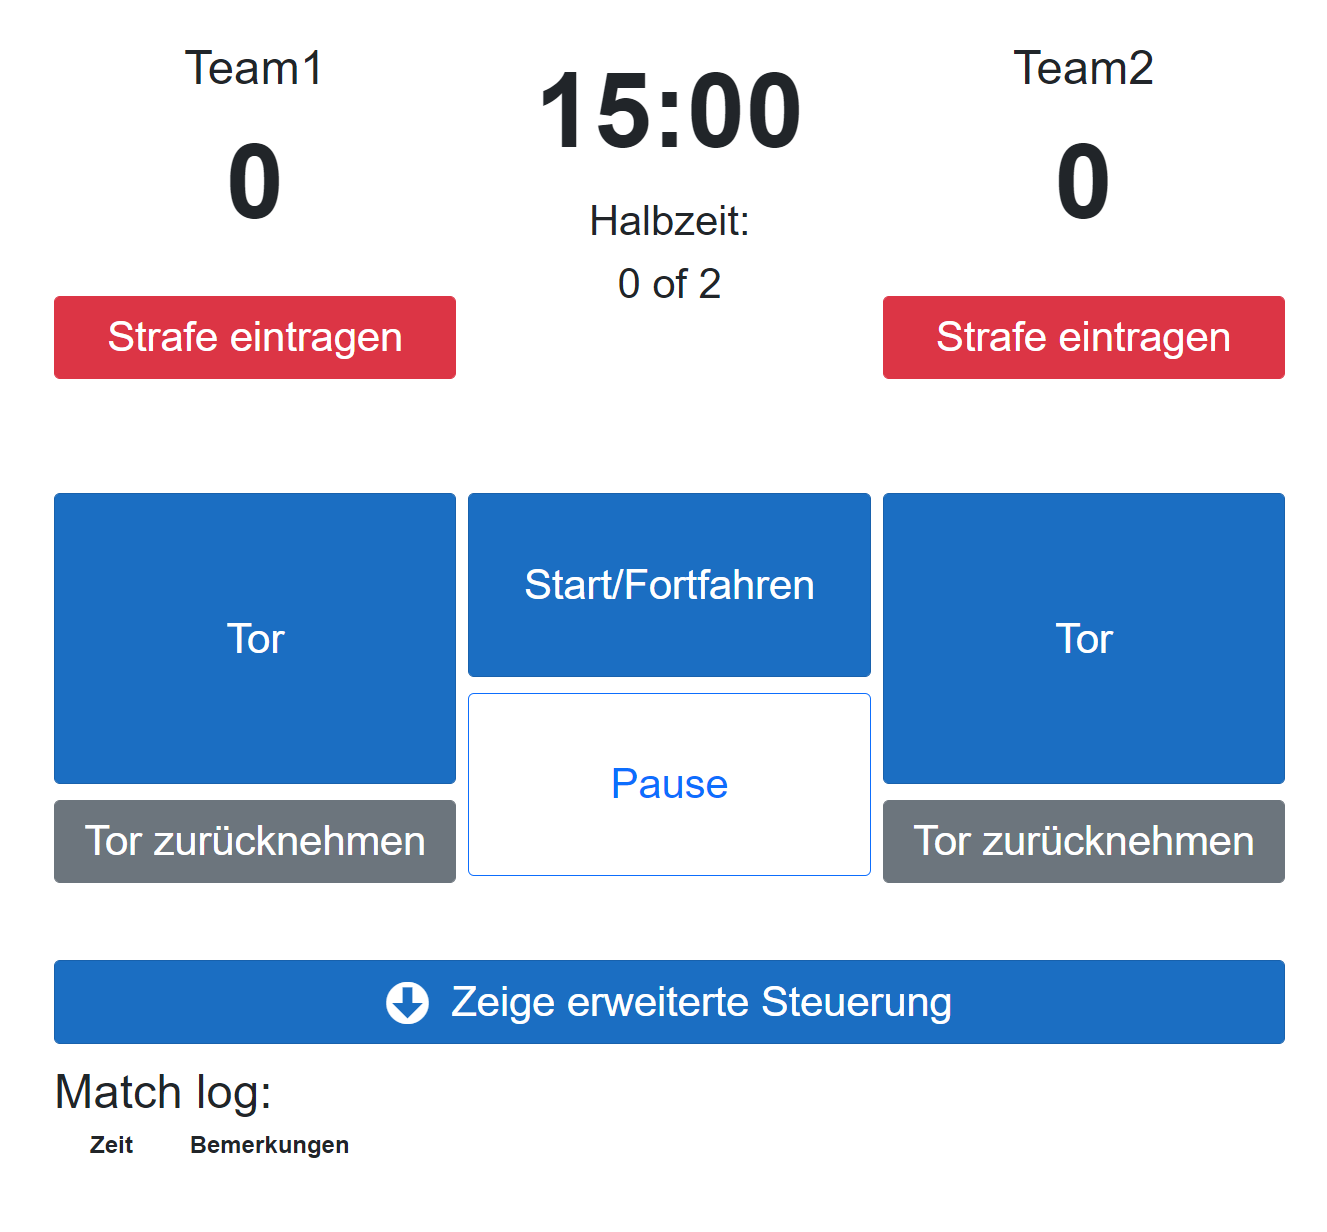 Team1
15:00
Team2
0
0
Halbzeit:
0 of 2
Strafe eintragen
Strafe eintragen
Tor
Start/Fortfahren
Tor
Pause
Tor zurücknehmen
Tor zurücknehmen
Zeige erweiterte Steuerung
Match log:
Zeit Bemerkungen